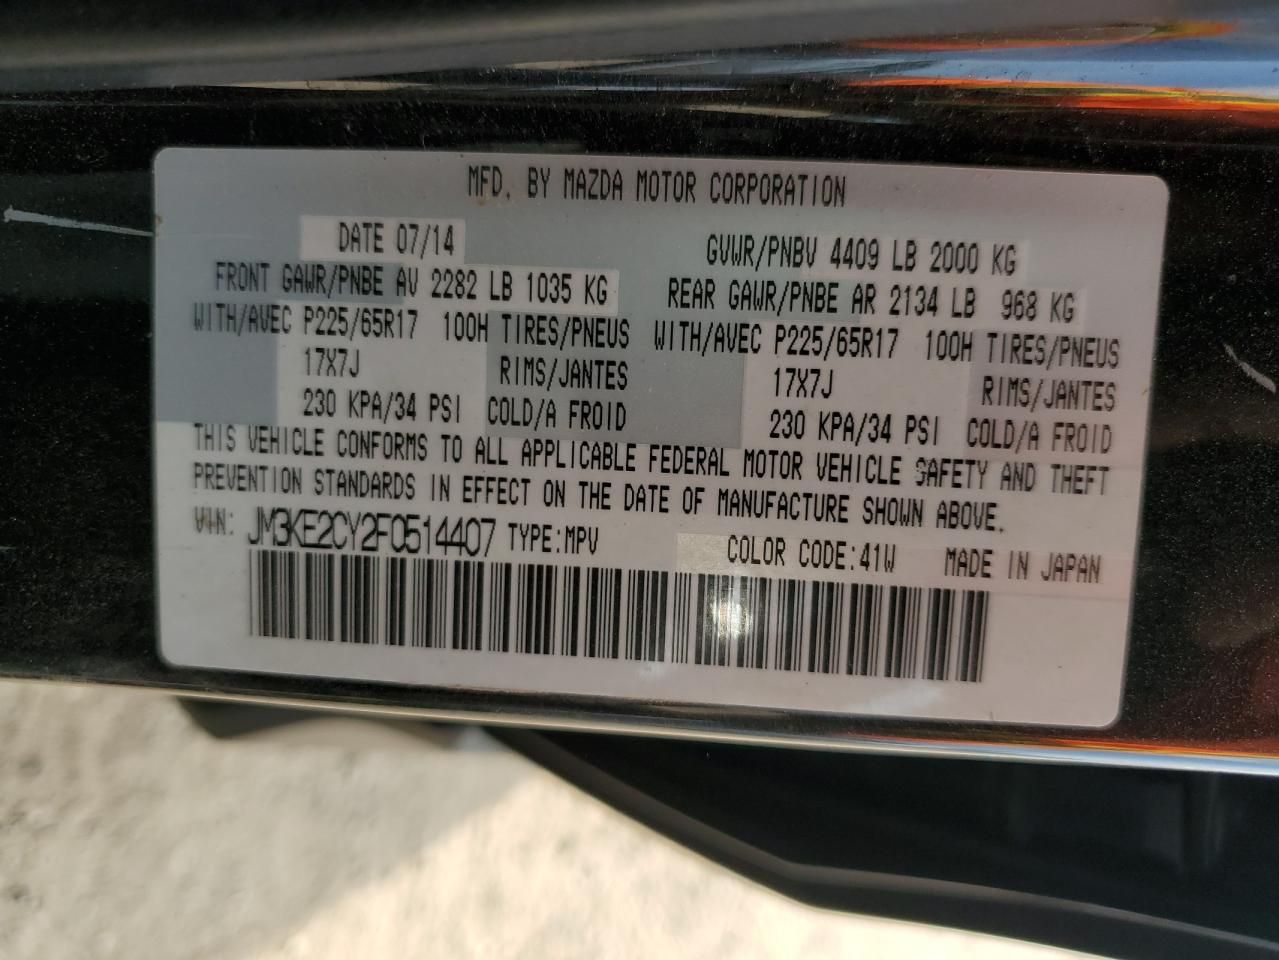 MFD. BY MAZDA MOTOR CORPORATION
DATE 07/14 GVWR/PNBV 4409 LB 2000 KG
FRONT GAWR/PNBE AV 2282 LB 1035 KG REAR GAWR/PNBE AR 2134 LB 968 KG
WITH/AVEC P225/65R17 100H TIRES/PNEUS WITH/AVEC P225/65R17 100H TIRES/PNEUS
17X7J RIMS/JANTES 17X7J RIMS/JANTES
230 KPA/34 PSI COLD/A FROID 230 KPA/34 PSI COLD/A FROID
THIS VEHICLE CONFORMS TO ALL APPLICABLE FEDERAL MOTOR VEHICLE SAFETY AND THEFT
PREVENTION STANDARDS IN EFFECT ON THE DATE OF MANUFACTURE SHOWN ABOVE.
VIN: JM3KE2CY2F0514407 TYPE:MPV COLOR CODE:41W MADE IN JAPAN